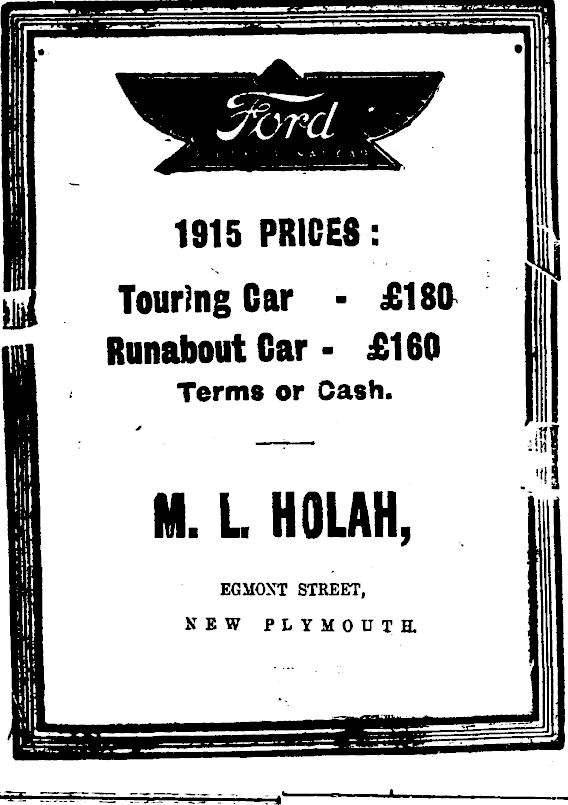 Ford
1915 PRICES :
Touring Car - £180
Runabout Car - £160
Terms or Cash.
M. L. HOLAH,
EGMONT STREET,
NEW PLYMOUTH.